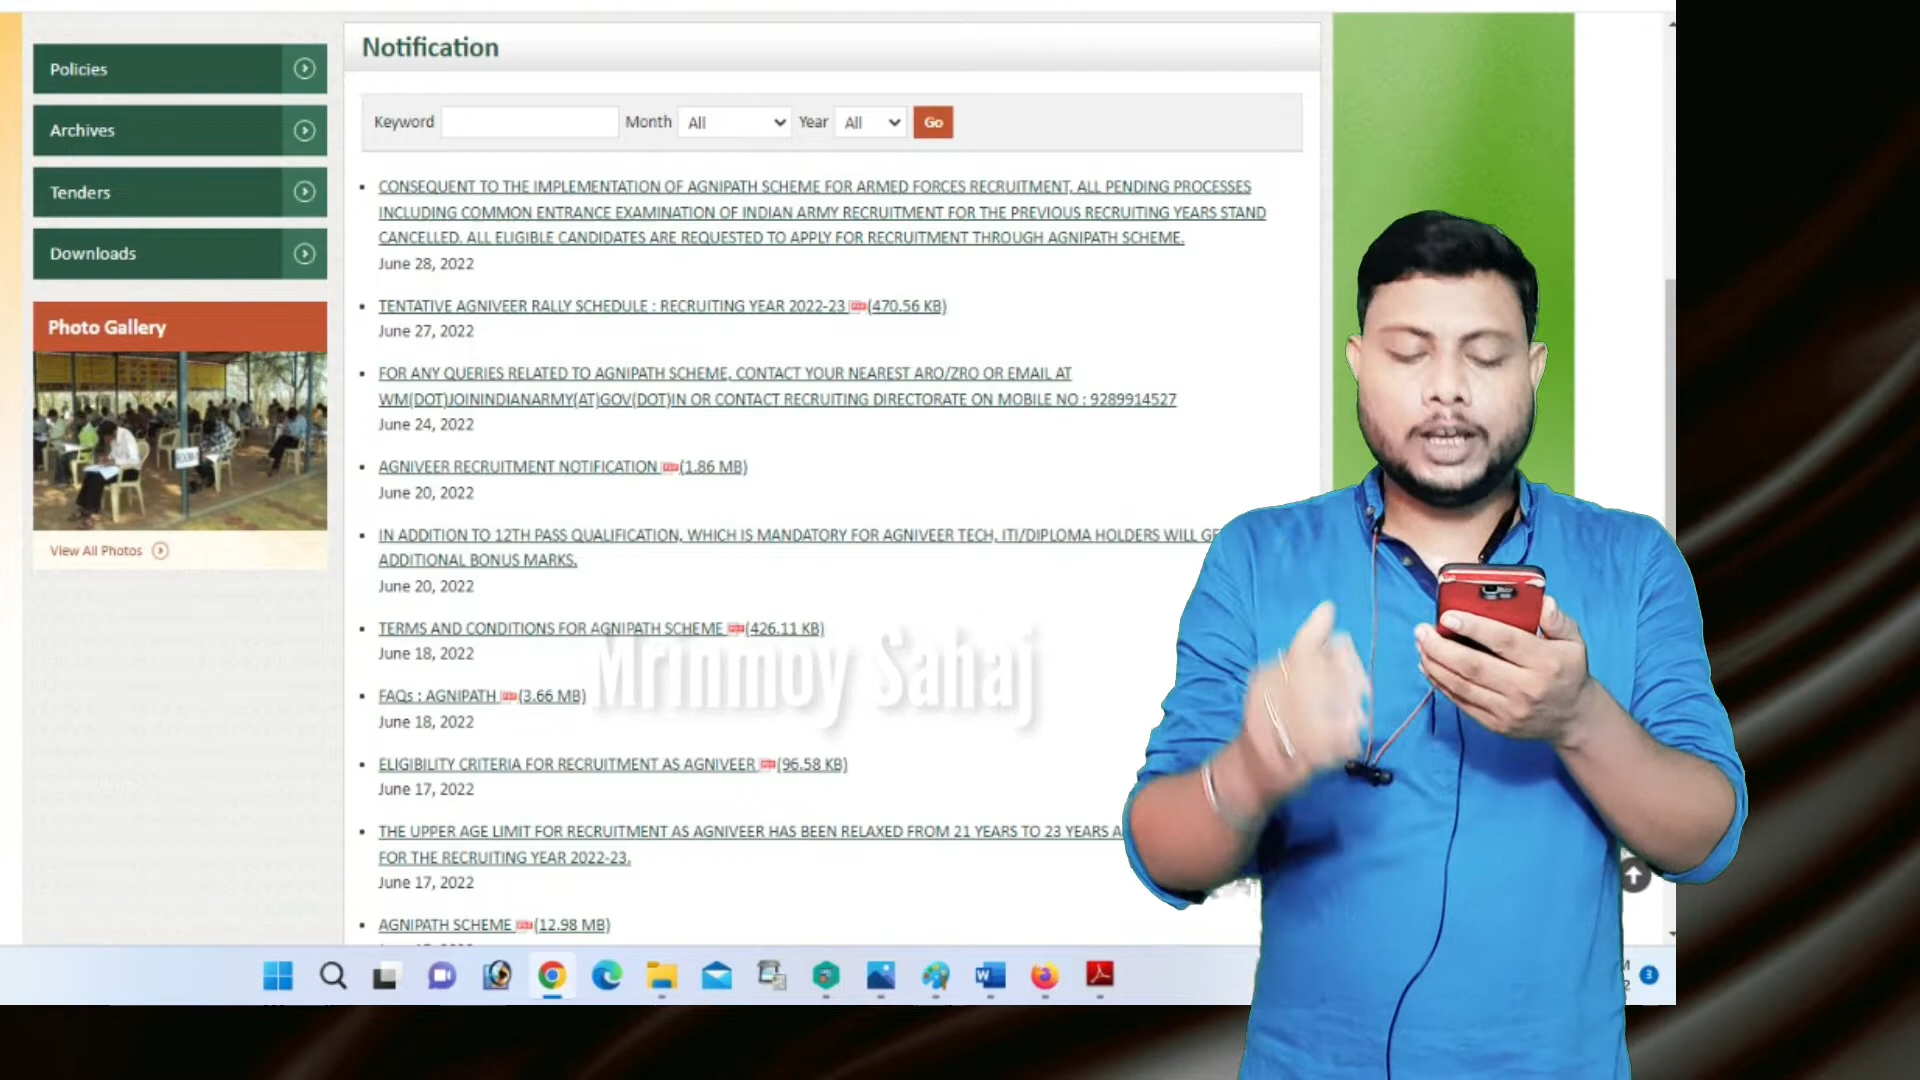 Notification
Policies
Archives
Tenders
Downloads
Photo Gallery
View All Photos
Keyword
Month All Year All Go
CONSEQUENT TO THE IMPLEMENTATION OF AGNIPATH SCHEME FOR ARMED FORCES RECRUITMENT, ALL PENDING PROCESSES
INCLUDING COMMON ENTRANCE EXAMINATION OF INDIAN ARMY RECRUITMENT FOR THE PREVIOUS RECRUITING YEARS STAND
CANCELLED. ALL ELIGIBLE CANDIDATES ARE REQUESTED TO APPLY FOR RECRUITMENT THROUGH AGNIPATH SCHEME.
June 28, 2022
TENTATIVE AGNIVEER RALLY SCHEDULE : RECRUITING YEAR 2022-23 (470.56 KB)
June 27, 2022
FOR ANY QUERIES RELATED TO AGNIPATH SCHEME, CONTACT YOUR NEAREST ARO/ZRO OR EMAIL AT
WM(DOT)JOININDIANARMY(AT)GOV(DOT)IN OR CONTACT RECRUITING DIRECTORATE ON MOBILE NO : 9289914527
June 24, 2022
AGNIVEER RECRUITMENT NOTIFICATION (1.86 MB)
June 20, 2022
IN ADDITION TO 12TH PASS QUALIFICATION, WHICH IS MANDATORY FOR AGNIVEER TECH, ITI/DIPLOMA HOLDERS WILL
ADDITIONAL BONUS MARKS.
June 20, 2022
TERMS AND CONDITIONS FOR AGNIPATH SCHEME (426.11 KB)
June 18, 2022
Mrinmoy Sahaj
FAQs : AGNIPATH (3.66 MB)
June 18, 2022
ELIGIBILITY CRITERIA FOR RECRUITMENT AS AGNIVEER (96.58 KB)
June 17, 2022
THE UPPER AGE LIMIT FOR RECRUITMENT AS AGNIVEER HAS BEEN RELAXED FROM 21 YEARS TO 23 YEARS
FOR THE RECRUITING YEAR 2022-23.
June 17, 2022
AGNIPATH SCHEME (12.98 MB)
3